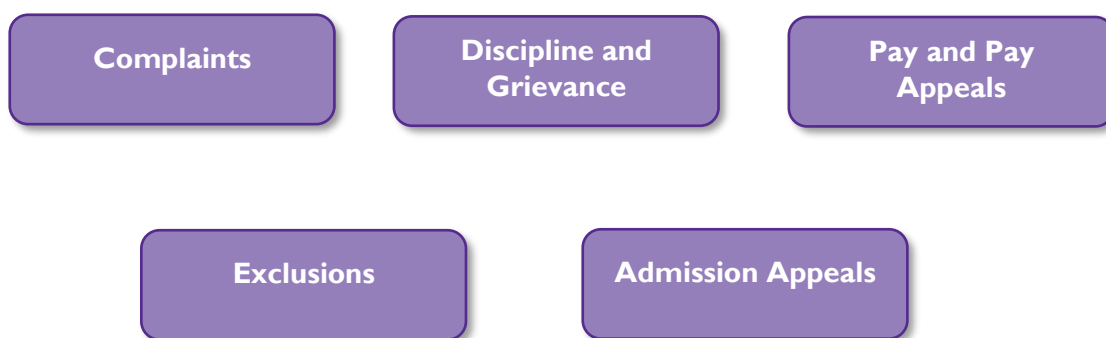 Complaints
Discipline and
Grievance
Pay and Pay
Appeals
Exclusions
Admission Appeals